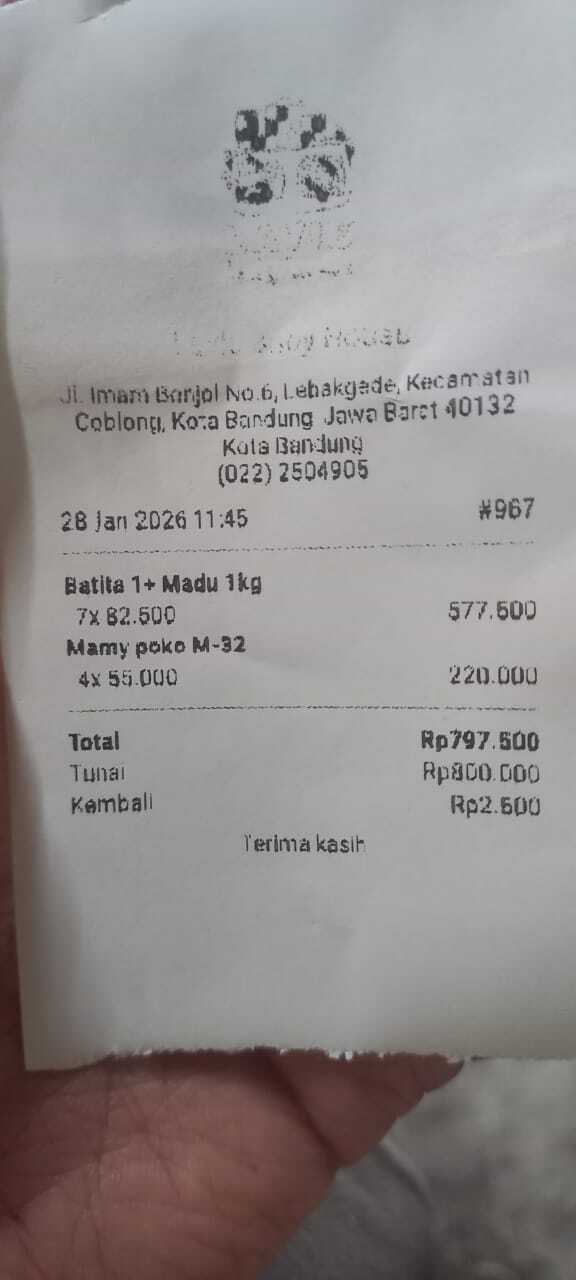 Jl. Imam Bonjol No.6, Lebakgede, Kecamatan
Coblong, Kota Bandung Jawa Barat 40132
Kota Bandung
(022) 2504905
28 Jan 2026 11:45 #967
Batita 1+ Madu 1kg
7x 82.500 577.500
Mamy poko M-32
4x 55.000 220.000
Total Rp797.500
Tunai Rp800.000
Kembali Rp2.500
Terima kasih